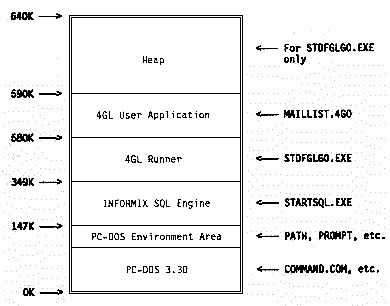 640K
Heap
For STDFGLGO.EXE
only
590K
4GL User Application
MAILLIST.4GO
580K
4GL Runner
STDFGLGO.EXE
349K
INFORMIX SQL Engine
STARTSQL.EXE
147K
PC-DOS Environment Area
PATH, PROMPT, etc.
PC-DOS 3.30
COMMAND.COM, etc.
0K